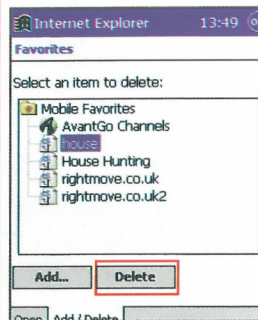 Internet Explorer 13:49
Favorites
Select an item to delete:
Mobile Favorites
AvantGo Channels
house
House Hunting
rightmove.co.uk
rightmove.co.uk2
Add... Delete
Open Add / Delete